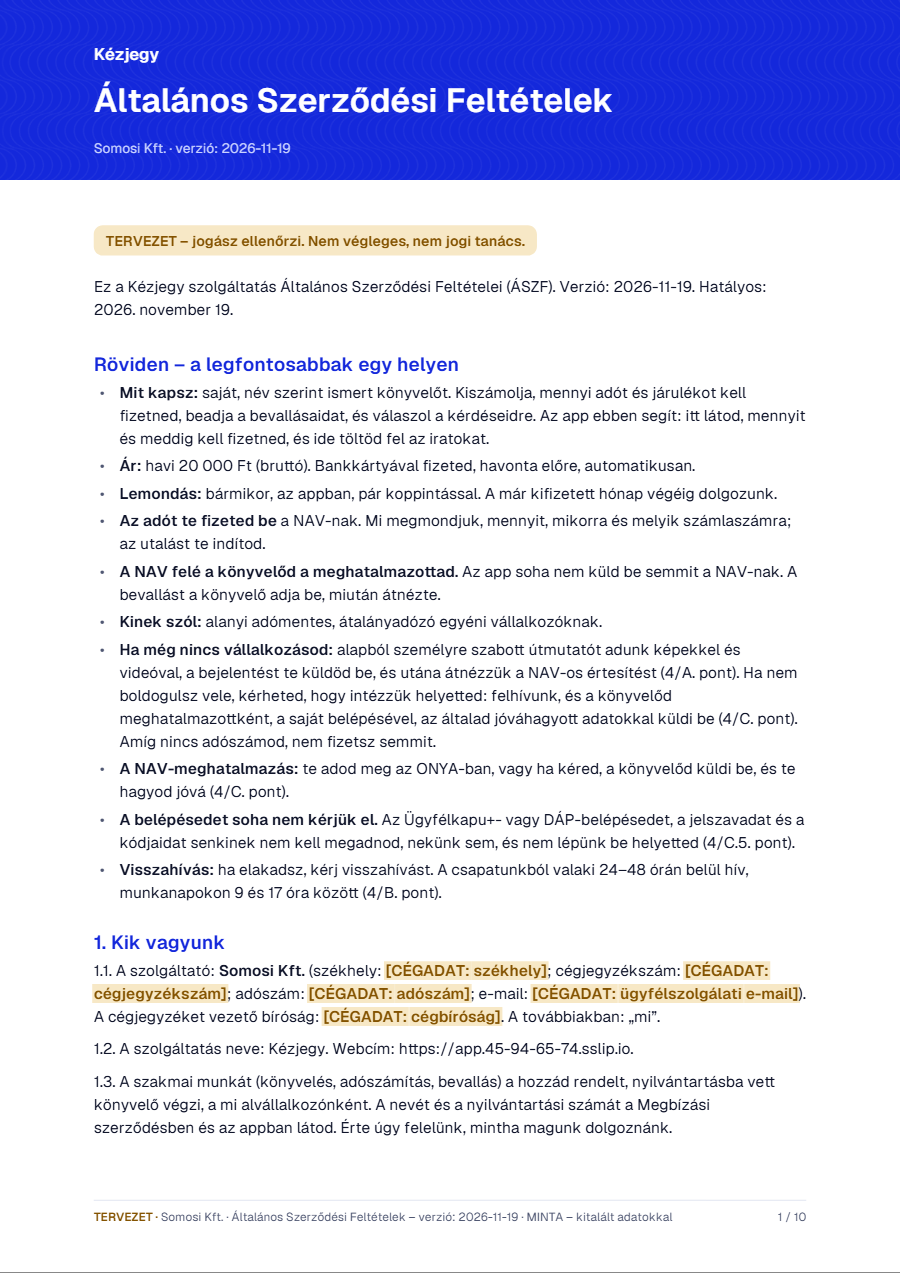 Kézjegy
Általános Szerződési Feltételek
Somosi Kft. · verzió: 2026-11-19
TERVEZET – jogász ellenőrzi. Nem végleges, nem jogi tanács.
Ez a Kézjegy szolgáltatás Általános Szerződési Feltételei (ÁSZF). Verzió: 2026-11-19. Hatályos:
2026. november 19.
Röviden – a legfontosabbak egy helyen
• Mit kapsz: saját, név szerint ismert könyvelőt. Kiszámolja, mennyi adót és járulékot kell
fizetned, beadja a bevallásaidat, és válaszol a kérdéseidre. Az app ebben segít: itt látod, mennyit
és meddig kell fizetned, és ide töltöd fel az iratokat.
• Ár: havi 20 000 Ft (bruttó). Bankkártyával fizeted, havonta előre, automatikusan.
• Lemondás: bármikor, az appban, pár koppintással. A már kifizetett hónap végéig dolgozunk.
• Az adót te fizeted be a NAV-nak. Mi megmondjuk, mennyit, mikorra és melyik számlaszámra;
az utalást te indítod.
• A NAV felé a könyvelőd a meghatalmazottad. Az app soha nem küld be semmit a NAV-nak. A
bevallást a könyvelő adja be, miután átnézte.
• Kinek szól: alanyi adómentes, átalányadózó egyéni vállalkozóknak.
• Ha még nincs vállalkozásod: alapból személyre szabott útmutatót adunk képekkel és
videóval, a bejelentést te küldöd be, és utána átnézzük a NAV-os értesítést (4/A. pont). Ha nem
boldogulsz vele, kérheted, hogy intézzük helyetted: felhívunk, és a könyvelőd
meghatalmazottként, a saját belépésével, az általad jóváhagyott adatokkal küldi be (4/C. pont).
Amíg nincs adószámod, nem fizetsz semmit.
• A NAV-meghatalmazás: te adod meg az ONYA-ban, vagy ha kéred, a könyvelőd küldi be, és te
hagyod jóvá (4/C. pont).
• A belépésedet soha nem kérjük el. Az Ügyfélkapu+- vagy DÁP-belépésedet, a jelszavadat és a
kódjaidat senkinek nem kell megadnod, nekünk sem, és nem lépünk be helyetted (4/C.5. pont).
• Visszahívás: ha elakadsz, kérj visszahívást. A csapatunkból valaki 24–48 órán belül hív,
munkanapokon 9 és 17 óra között (4/B. pont).
1. Kik vagyunk
1.1. A szolgáltató: Somosi Kft. (székhely: [CÉGADAT: székhely]; cégjegyzékszám: [CÉGADAT:
cégjegyzékszám]; adószám: [CÉGADAT: adószám]; e-mail: [CÉGADAT: ügyfélszolgálati e-mail]).
A cégjegyzéket vezető bíróság: [CÉGADAT: cégbíróság]. A továbbiakban: „mi”.
1.2. A szolgáltatás neve: Kézjegy. Webcím: https://app.45-94-65-74.sslip.io.
1.3. A szakmai munkát (könyvelés, adószámítás, bevallás) a hozzád rendelt, nyilvántartásba vett
könyvelő végzi, a mi alvállalkozónként. A nevét és a nyilvántartási számát a Megbízási
szerződésben és az appban látod. Érte úgy felelünk, mintha magunk dolgoznánk.
TERVEZET · Somosi Kft. · Általános Szerződési Feltételek – verzió: 2026-11-19 · MINTA – kitalált adatokkal
1 / 10